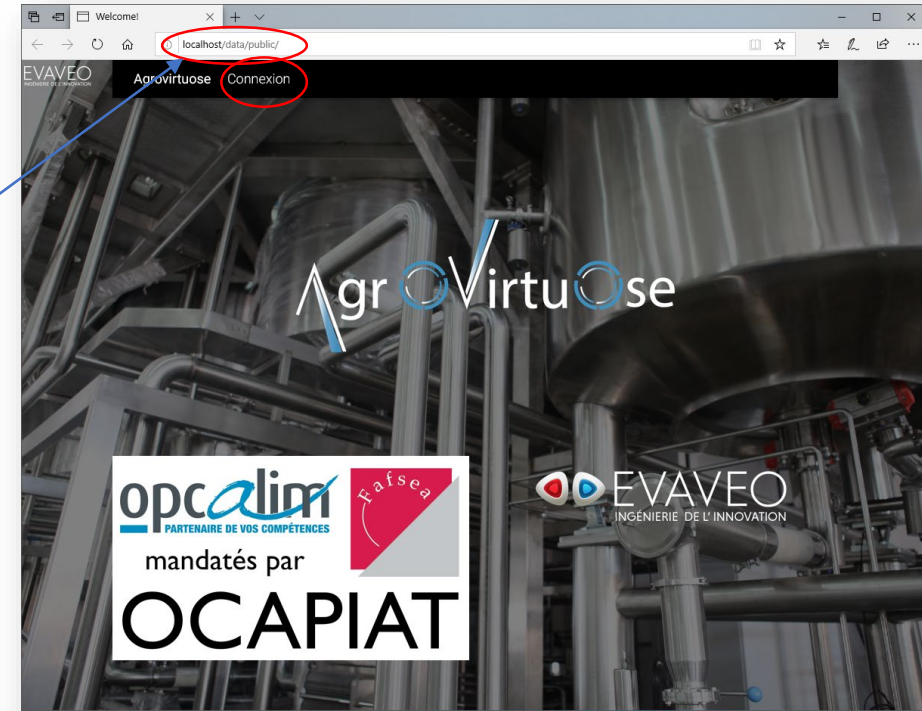 Welcome!
localhost/data/public/
EVAVEO
INGÉNIERIE DE L'INNOVATION
Agrovirtuose Connexion
AgroVirtuOse
opcalim
PARTENAIRE DE VOS COMPÉTENCES
Fafsea
mandatés par
OCAPIAT
EVAVEO
INGÉNIERIE DE L'INNOVATION